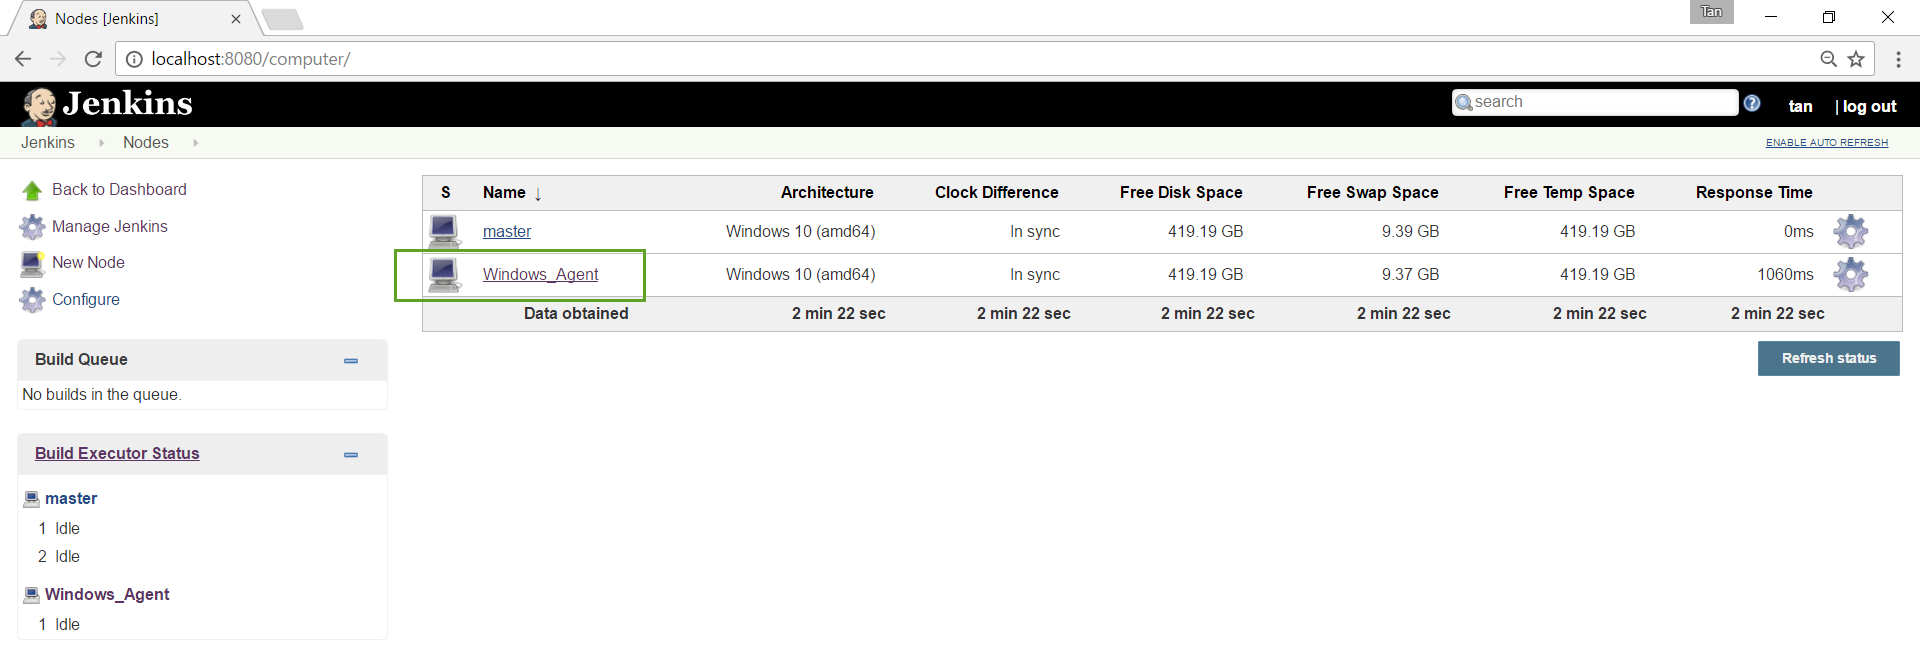 Nodes [Jenkins]
Tan
localhost:8080/computer/
Jenkins
search
tan | log out
Jenkins Nodes
ENABLE AUTO REFRESH
Back to Dashboard
Manage Jenkins
New Node
Configure
Build Queue
No builds in the queue.
Build Executor Status
master
1 Idle
2 Idle
Windows_Agent
1 Idle
S Name ↓ Architecture Clock Difference Free Disk Space Free Swap Space Free Temp Space Response Time
master Windows 10 (amd64) In sync 419.19 GB 9.39 GB 419.19 GB 0ms
Windows_Agent Windows 10 (amd64) In sync 419.19 GB 9.37 GB 419.19 GB 1060ms
Data obtained 2 min 22 sec 2 min 22 sec 2 min 22 sec 2 min 22 sec 2 min 22 sec 2 min 22 sec
Refresh status